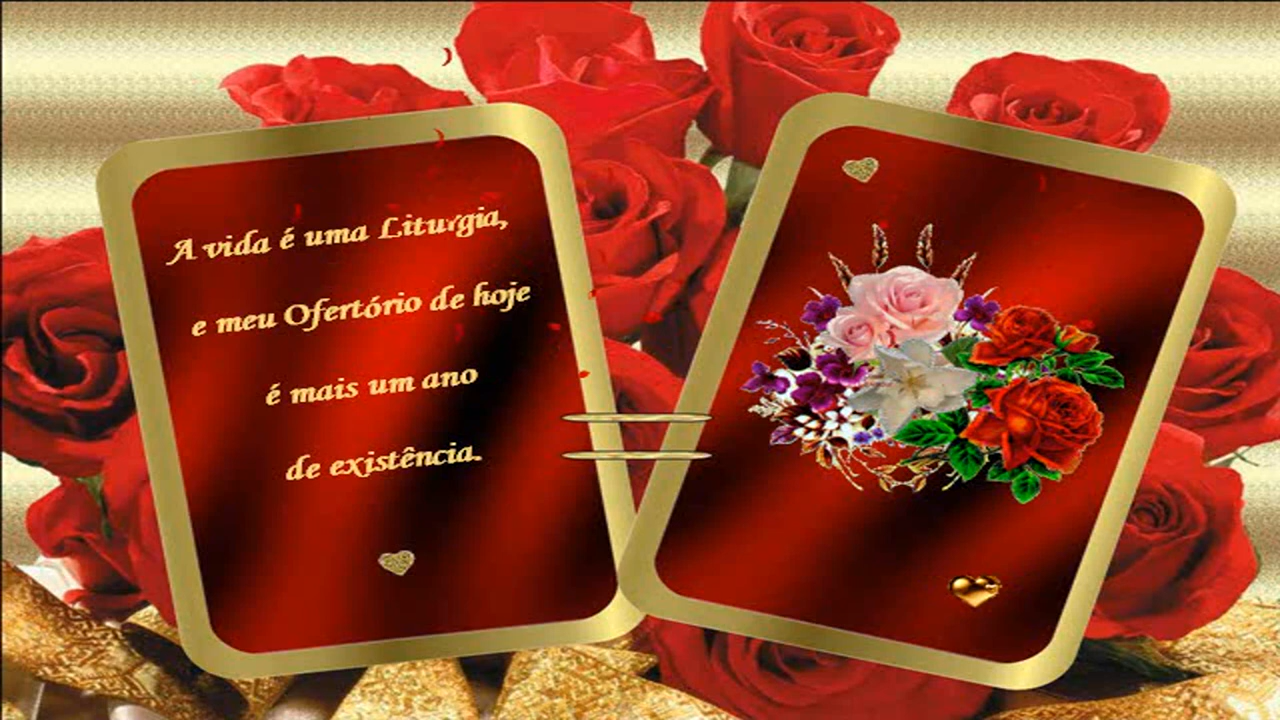 A vida é uma Liturgia,
e meu Ofertório de hoje
é mais um ano
de existência.